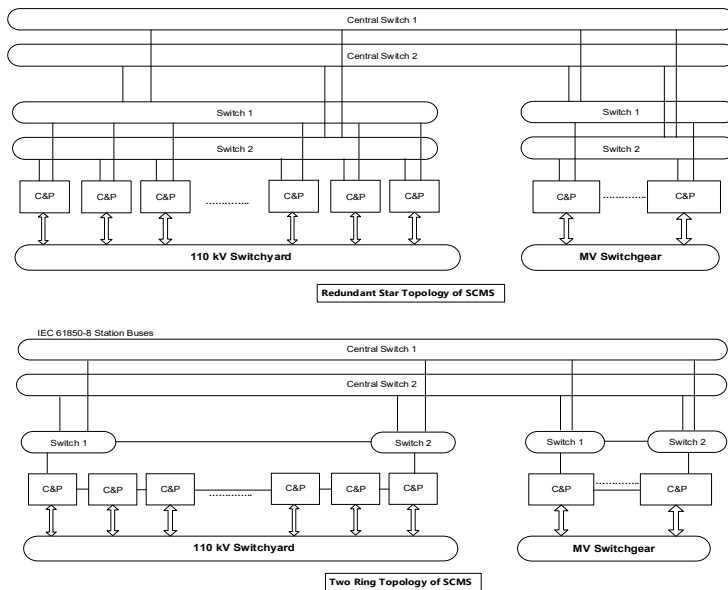 Central Switch 1
Central Switch 2
Switch 1
Switch 1
Switch 2
Switch 2
C&P C&P C&P ............ C&P C&P C&P
C&P ............ C&P
110 kV Switchyard
MV Switchgear
Redundant Star Topology of SCMS
IEC 61850-8 Station Buses
Central Switch 1
Central Switch 2
Switch 1 Switch 2
Switch 1 Switch 2
C&P C&P C&P ............ C&P C&P C&P
C&P ............ C&P
110 kV Switchyard
MV Switchgear
Two Ring Topology of SCMS